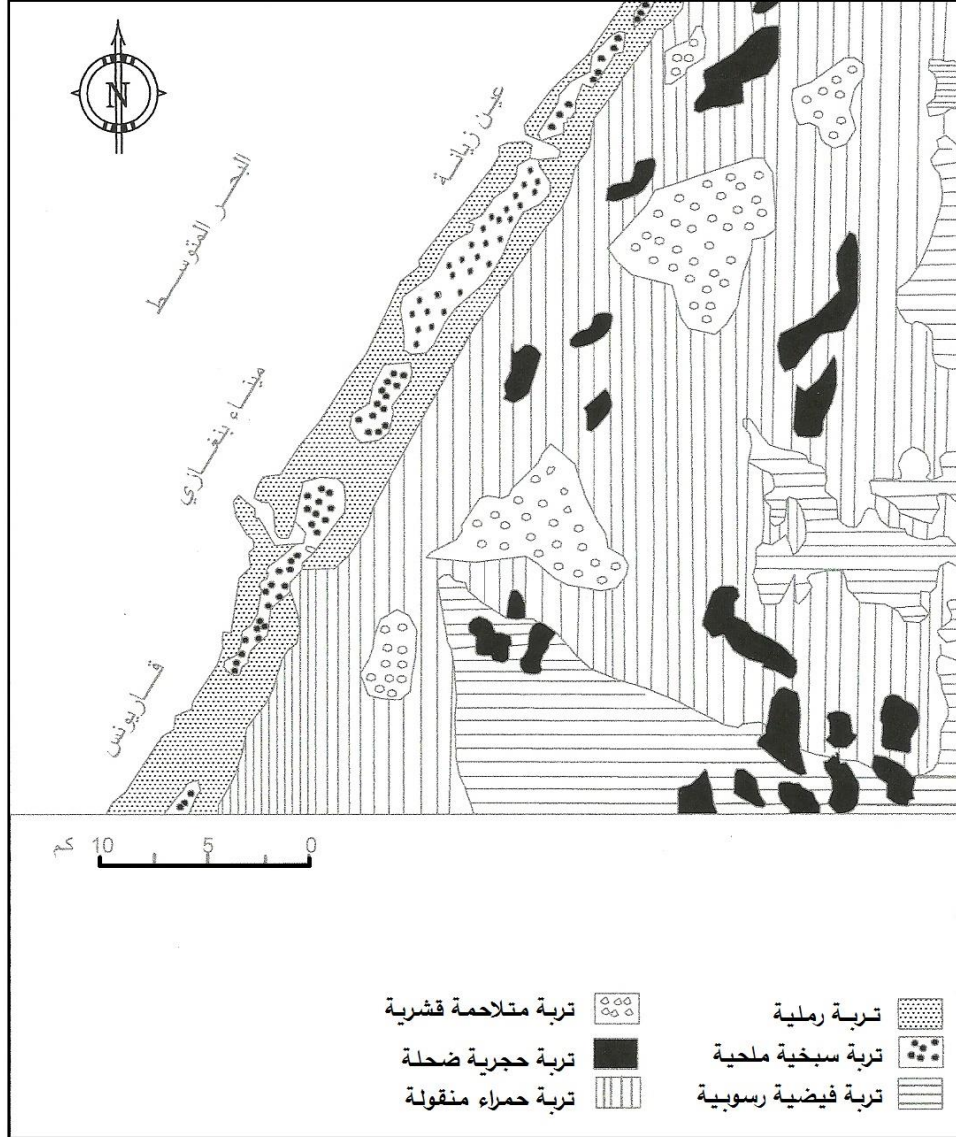 N
عين زيانة
البحر المتوسط
ميناء بنغازي
قاريونس
كم 10 5 0
تربة رملية
تربة سبخية ملحية
تربة فيضية رسوبية
تربة متلاحمة قشرية
تربة حجرية ضحلة
تربة حمراء منقولة